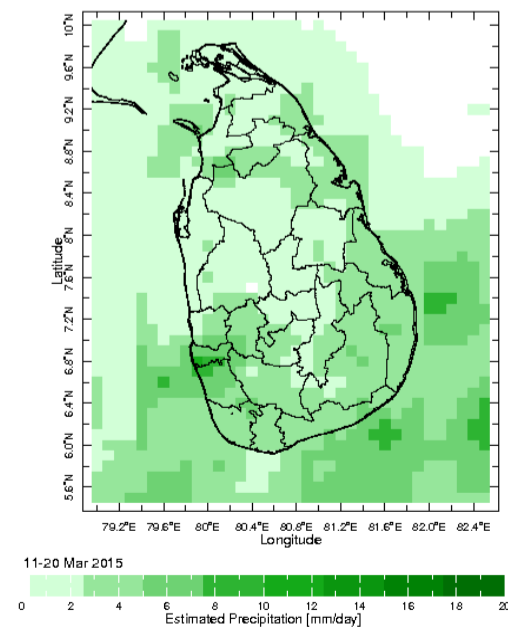 10°N
9.6°N
9.2°N
8.8°N
8.4°N
8°N
7.6°N
7.2°N
6.8°N
6.4°N
6.0°N
5.6°N
Latitude
79.2°E 79.6°E 80°E 80.4°E 80.8°E 81.2°E 81.6°E 82.0°E 82.4°E
Longitude
11-20 Mar 2015
0 2 4 6 8 10 12 14 16 18 20
Estimated Precipitation [mm/day]